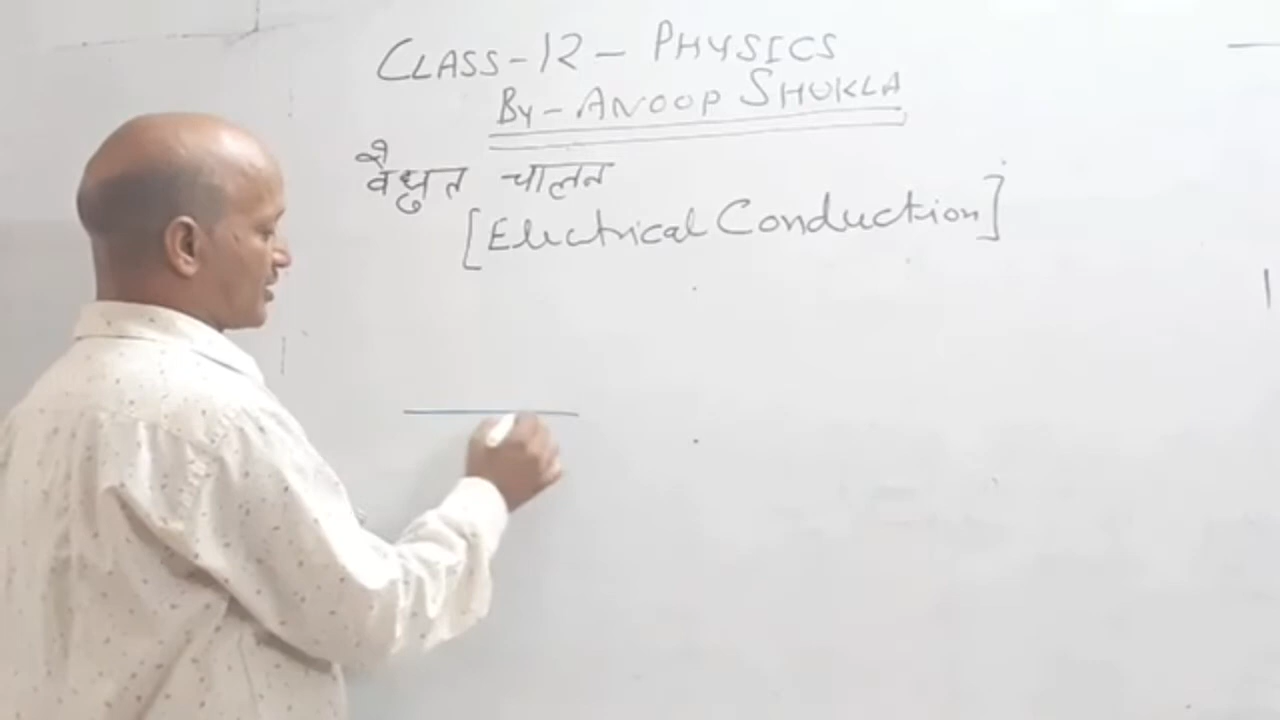 CLASS-12- PHYSICS
By- ANOOP SHUKLA
वैधुत चालन
[Electrical Conduction]